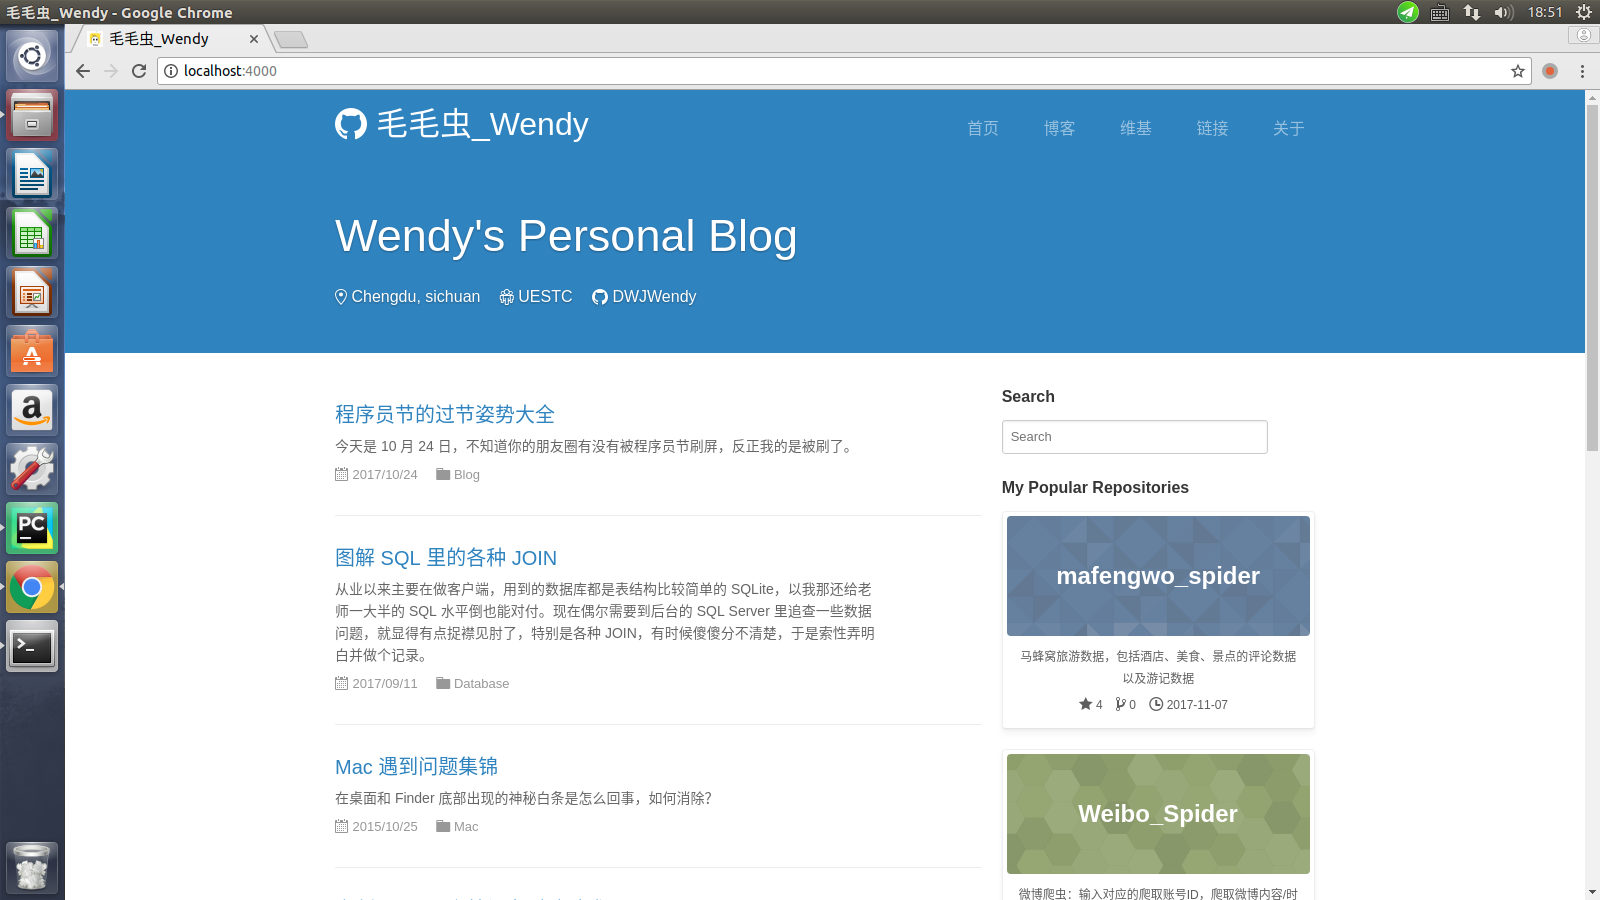 毛毛虫_Wendy - Google Chrome
18:51
毛毛虫_Wendy
localhost:4000
毛毛虫_Wendy
首页 博客 维基 链接 关于
Wendy's Personal Blog
Chengdu, sichuan UESTC DWJWendy
程序员节的过节姿势大全
今天是 10 月 24 日，不知道你的朋友圈有没有被程序员节刷屏，反正我的是被刷了。
2017/10/24 Blog
图解 SQL 里的各种 JOIN
从业以来主要在做客户端，用到的数据库都是表结构比较简单的 SQLite，以我那还给老
师一大半的 SQL 水平倒也能对付。现在偶尔需要到后台的 SQL Server 里追查一些数据
问题，就显得有点捉襟见肘了，特别是各种 JOIN，有时候傻傻分不清楚，于是索性弄明
白并做个记录。
2017/09/11 Database
Mac 遇到问题集锦
在桌面和 Finder 底部出现的神秘白条是怎么回事，如何消除？
2015/10/25 Mac
Search
Search
My Popular Repositories
mafengwo_spider
马蜂窝旅游数据，包括酒店、美食、景点的评论数据
以及游记数据
4 0 2017-11-07
Weibo_Spider
微博爬虫：输入对应的爬取账号ID，爬取微博内容/时
PC
a